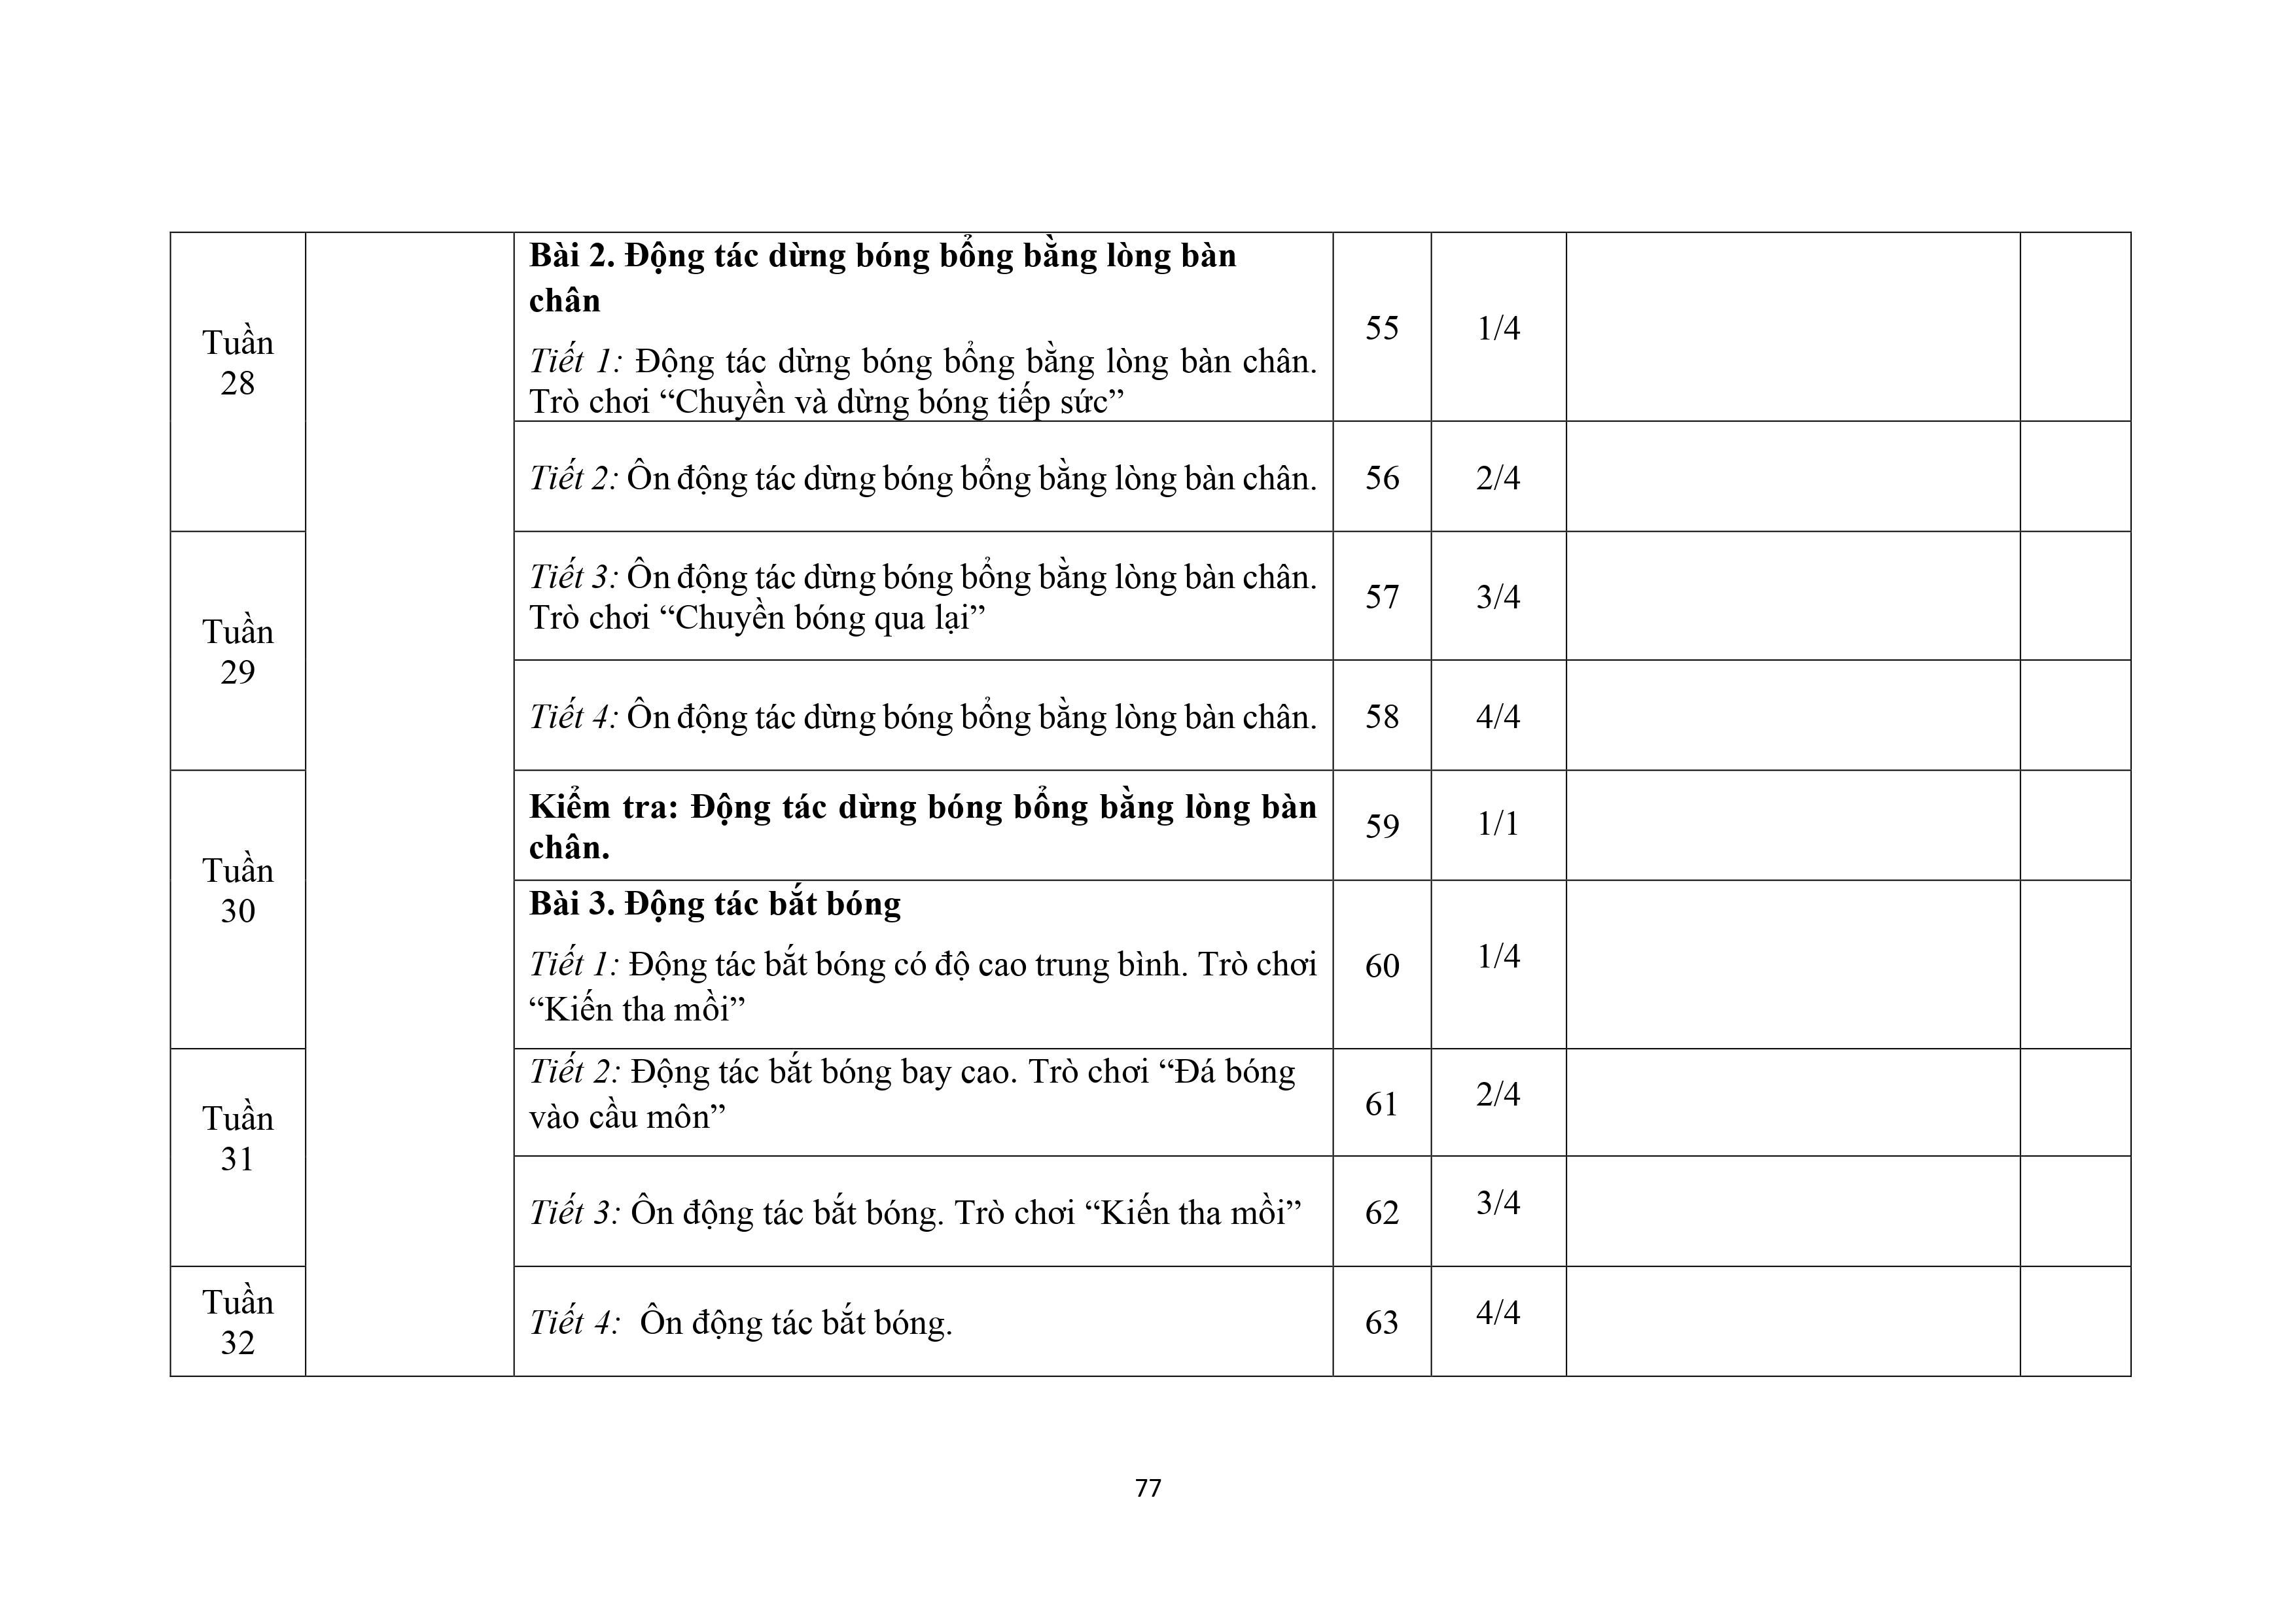 Tuần
28
Bài 2. Động tác dừng bóng bổng bằng lòng bàn
chân
Tiết 1: Động tác dừng bóng bổng bằng lòng bàn chân.
Trò chơi “Chuyền và dừng bóng tiếp sức”
55
1/4
Tiết 2: Ôn động tác dừng bóng bổng bằng lòng bàn chân.
56
2/4
Tuần
29
Tiết 3: Ôn động tác dừng bóng bổng bằng lòng bàn chân.
Trò chơi “Chuyền bóng qua lại”
57
3/4
Tiết 4: Ôn động tác dừng bóng bổng bằng lòng bàn chân.
58
4/4
Tuần
30
Kiểm tra: Động tác dừng bóng bổng bằng lòng bàn
chân.
59
1/1
Bài 3. Động tác bắt bóng
Tiết 1: Động tác bắt bóng có độ cao trung bình. Trò chơi
“Kiến tha mồi”
60
1/4
Tuần
31
Tiết 2: Động tác bắt bóng bay cao. Trò chơi “Đá bóng
vào cầu môn”
61
2/4
Tiết 3: Ôn động tác bắt bóng. Trò chơi “Kiến tha mồi”
62
3/4
Tuần
32
Tiết 4: Ôn động tác bắt bóng.
63
4/4
77